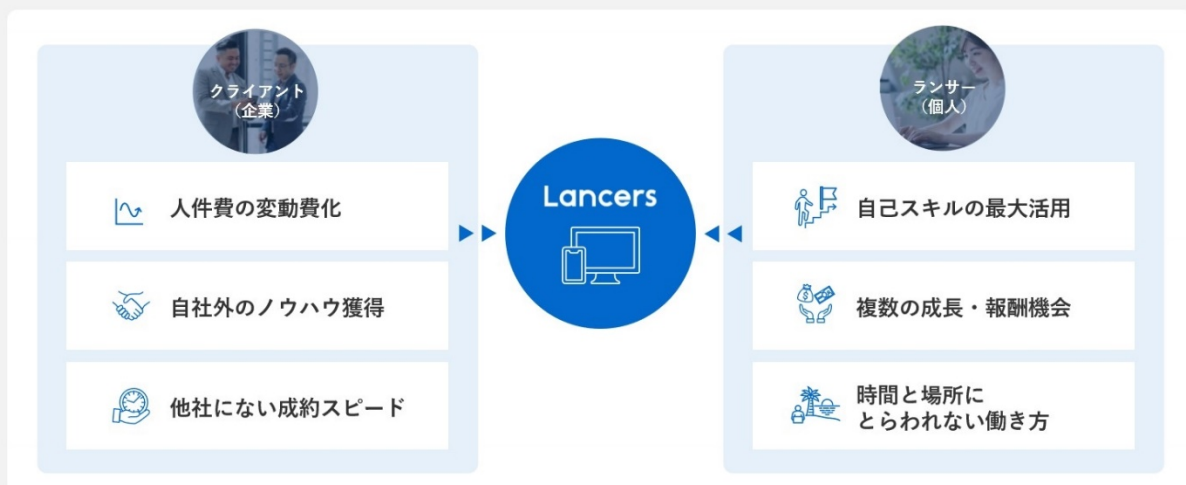 クライアント
（企業）
人件費の変動費化
自社外のノウハウ獲得
他社にない成約スピード
Lancers
ランサー
（個人）
自己スキルの最大活用
複数の成長・報酬機会
時間と場所に
とらわれない働き方